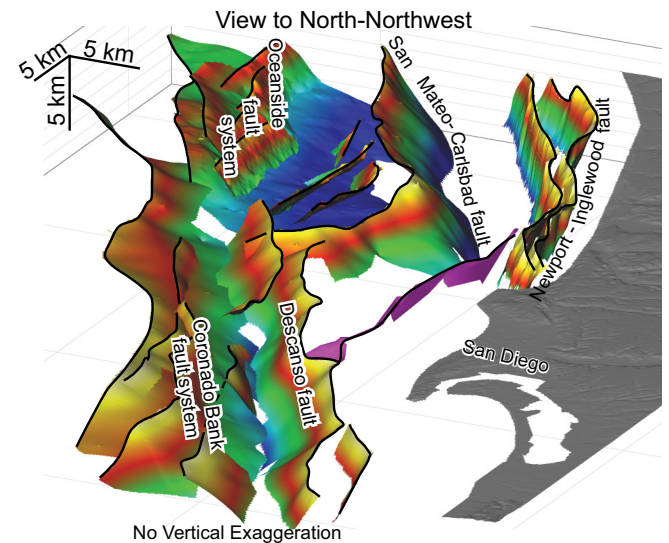 View to North-Northwest
5 km
5 km
5 km
Oceanside
fault
system
San Mateo-Carlsbad fault
Newport - Inglewood fault
San Diego
Descanso fault
Coronado Bank
fault system
No Vertical Exaggeration